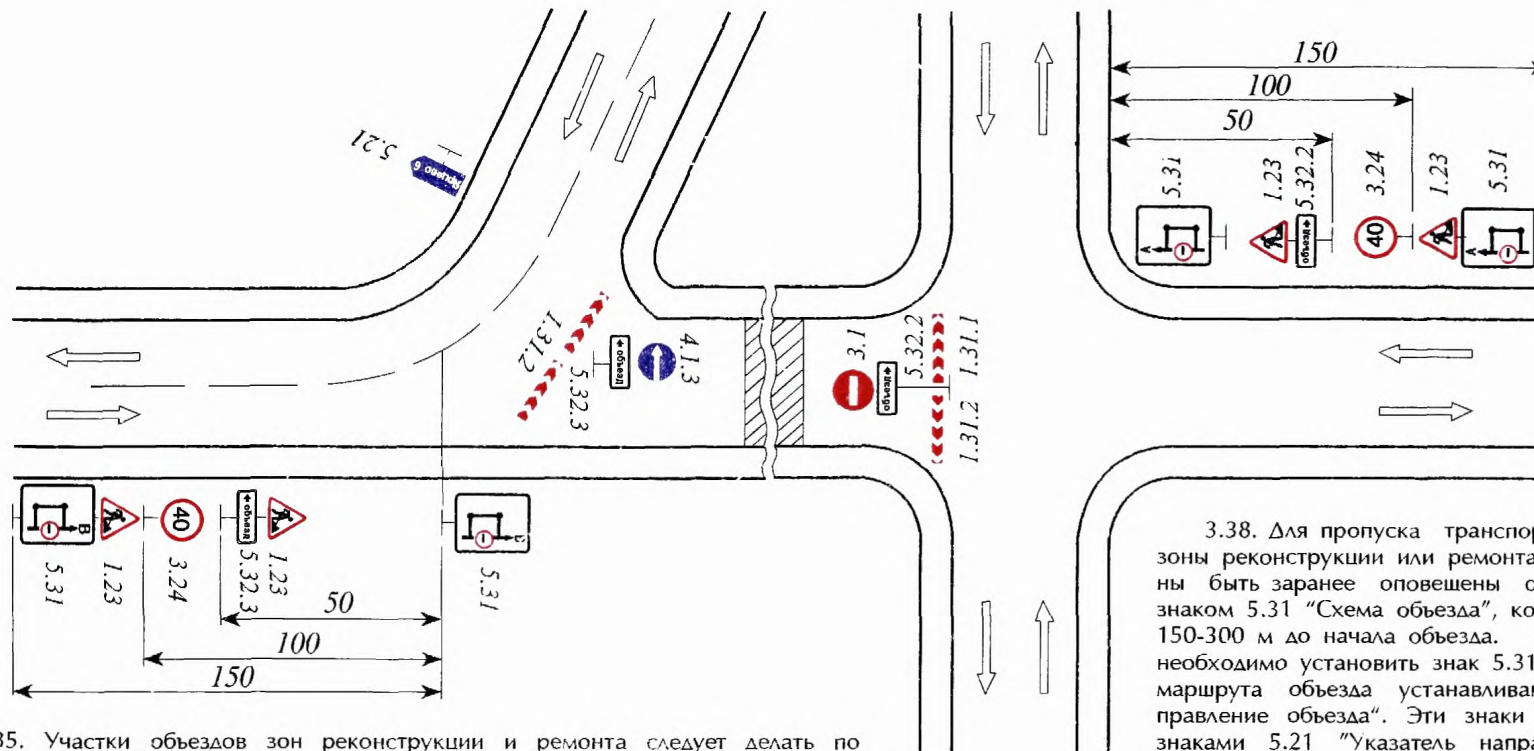 150
100
50
5.31
1.23
5.32.2
3.24
1.23
5.31
А
объезд
40
А
5.21
1.31.2
5.32.3
объезд
4.1.3
3.1
5.32.2
объезд
1.31.1
1.31.2
В
40
объезд
5.31
1.23
3.24
5.32.3
1.23
5.31
50
100
150
3.38. Для пропуска транспор
зоны реконструкции или ремонта
ны быть заранее оповещены о
знаком 5.31 "Схема объезда", ко
150-300 м до начала объезда.
необходимо установить знак 5.31
маршрута объезда устанавлива
правление объезда". Эти знаки
знаками 5.21 "Указатель напра
35. Участки объездов зон реконструкции и ремонта следует делать по